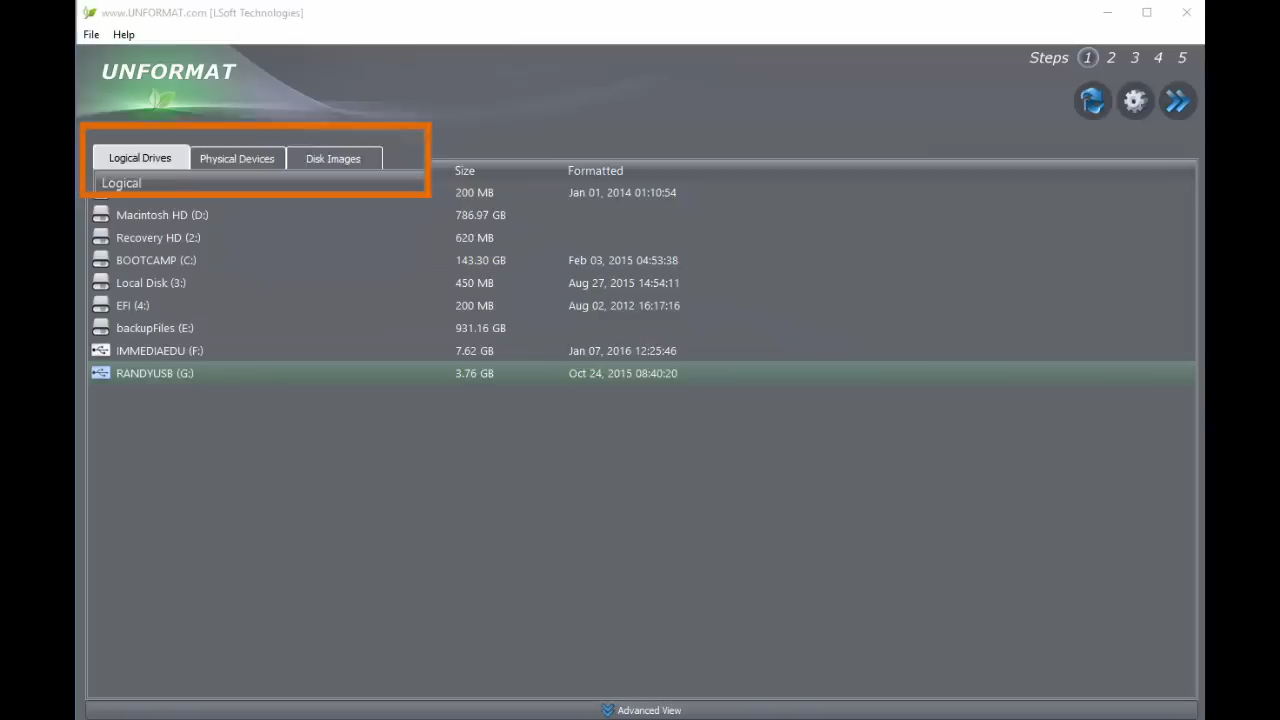 www.UNFORMAT.com [LSoft Technologies]
File Help
UNFORMAT
Steps 1 2 3 4 5
Logical Drives Physical Devices Disk Images
Logical Size Formatted
200 MB Jan 01, 2014 01:10:54
Macintosh HD (D:) 786.97 GB
Recovery HD (2:) 620 MB
BOOTCAMP (C:) 143.30 GB Feb 03, 2015 04:53:38
Local Disk (3:) 450 MB Aug 27, 2015 14:54:11
EFI (4:) 200 MB Aug 02, 2012 16:17:16
backupFiles (E:) 931.16 GB
IMMEDIAEDU (F:) 7.62 GB Jan 07, 2016 12:25:46
RANDYUSB (G:) 3.76 GB Oct 24, 2015 08:40:20
Advanced View